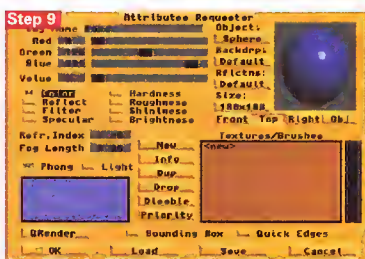 Step 9
Attributes Requester
Name
Object:
Red
Sphere
Green
Backdrp:
Blue
Default
Rflctns:
Value
Default
Color
Hardness
Size:
Reflect
Roughness
100x100
Filter
Shininess
Specular
Brightness
Front Top Right Obj
Refr.Index
Textures/Brushes
Fog Length
New
<new>
Phong
Light
Info
Dup
Drop
Disable
Priority
QRender
Bounding Box
Quick Edges
OK
Load
Save
Cancel